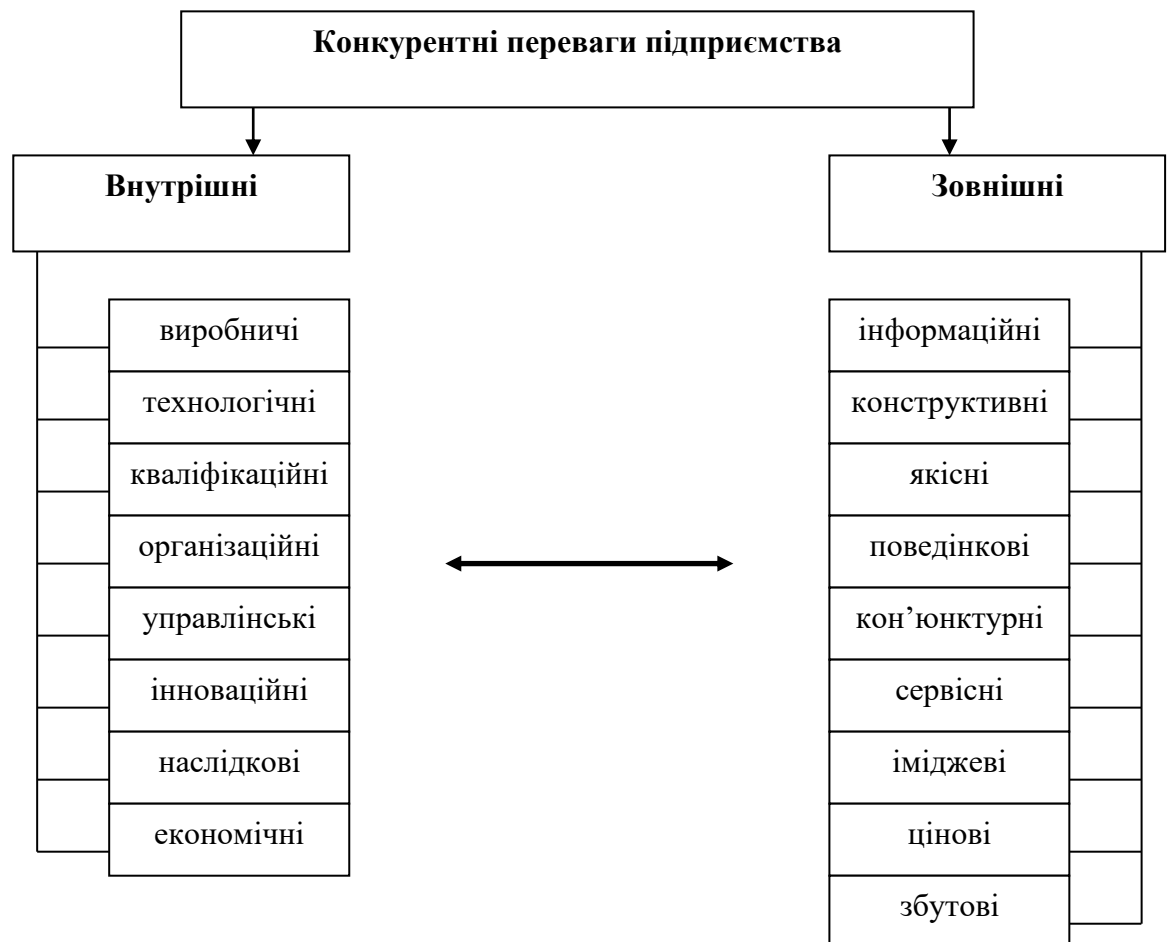 Конкурентні переваги підприємства
Внутрішні
Зовнішні
виробничі
технологічні
кваліфікаційні
організаційні
управлінські
інноваційні
наслідкові
економічні
інформаційні
конструктивні
якісні
поведінкові
кон’юнктурні
сервісні
іміджеві
цінові
збутові